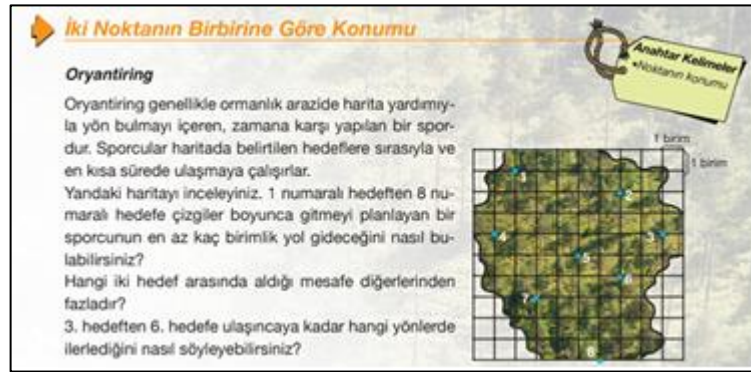 İki Noktanın Birbirine Göre Konumu
Anahtar Kelimeler
•Noktanın konumu
Oryantiring
Oryantiring genellikle ormanlık arazide harita yardımıy-
la yön bulmayı içeren, zamana karşı yapılan bir spor-
dur. Sporcular haritada belirtilen hedeflere sırasıyla ve
en kısa sürede ulaşmaya çalışırlar.
Yandaki haritayı inceleyiniz. 1 numaralı hedeften 8 nu-
maralı hedefe çizgiler boyunca gitmeyi planlayan bir
sporcunun en az kaç birimlik yol gideceğini nasıl bu-
labilirsiniz?
Hangi iki hedef arasında aldığı mesafe diğerlerinden
fazladır?
3. hedeften 6. hedefe ulaşıncaya kadar hangi yönlerde
ilerlediğini nasıl söyleyebilirsiniz?
1 birim
1 birim
1
2
4
3
5
7